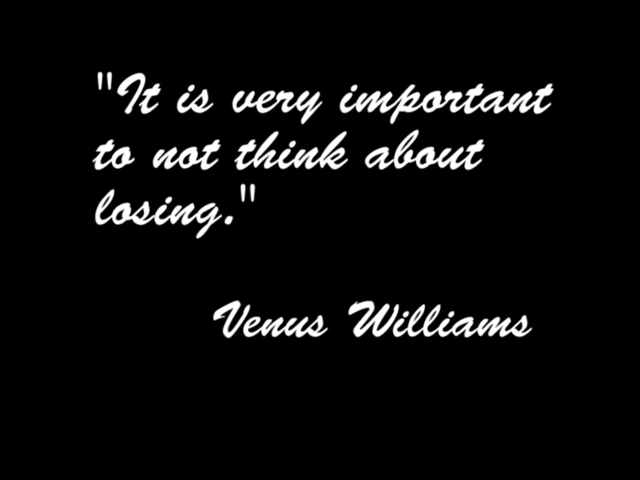 "It is very important
to not think about
losing."
Venus Williams